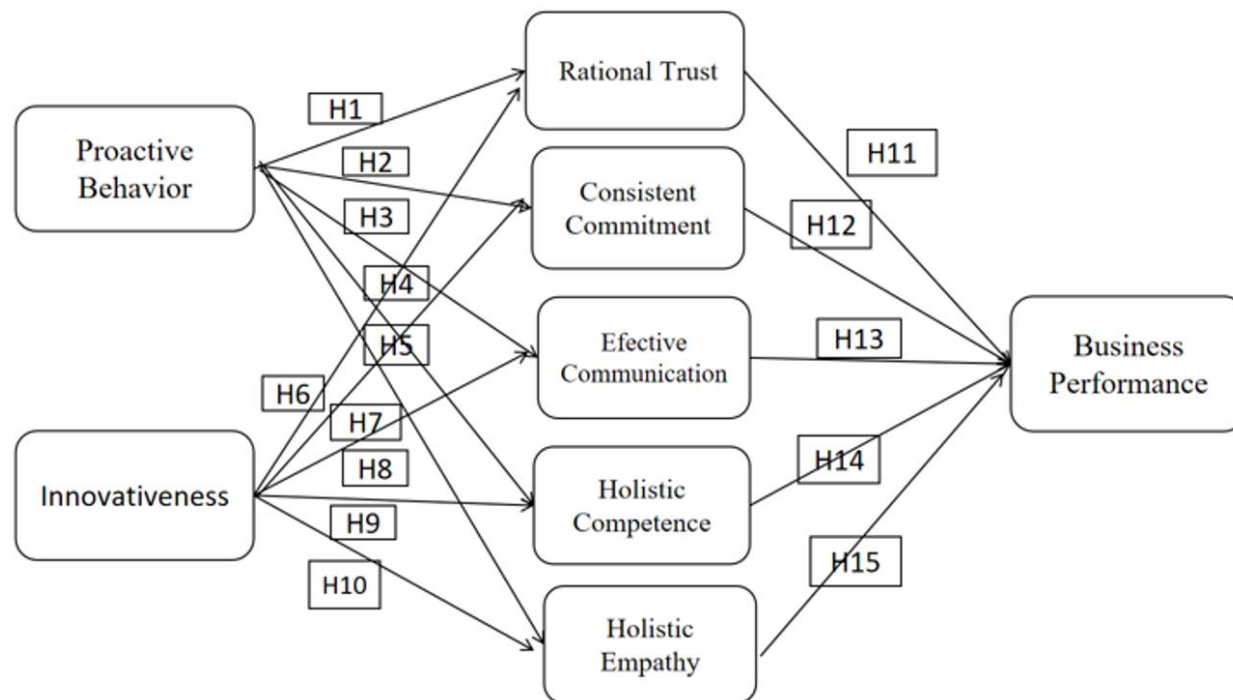 Rational Trust
H1
Proactive
Behavior
H2
H3
Consistent
Commitment
H11
H12
H4
H5
Efective
Communication
H13
Business
Performance
H6
H7
H8
Innovativeness
H9
H10
Holistic
Competence
H14
H15
Holistic
Empathy